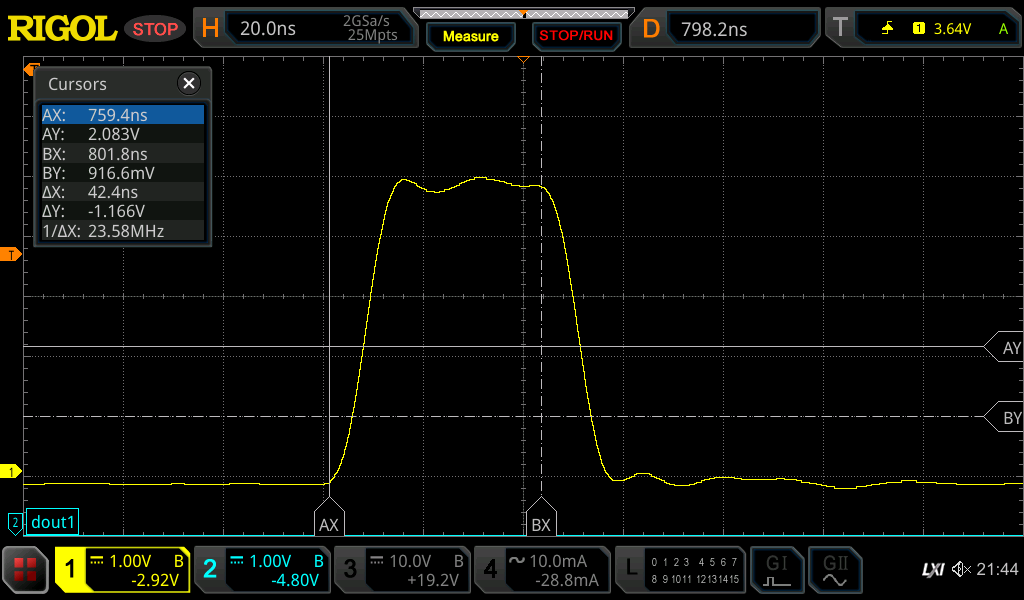 RIGOL STOP H 20.0ns 2GSa/s 25Mpts Measure STOP/RUN D 798.2ns T 1 3.64V A
T
Cursors
AX: 759.4ns
AY: 2.083V
BX: 801.8ns
BY: 916.6mV
ΔX: 42.4ns
ΔY: -1.166V
1/ΔX: 23.58MHz
T
AY
BY
1
2 dout1
AX BX
1 1.00V B -2.92V
2 1.00V B -4.80V
3 10.0V B +19.2V
4 10.0mA -28.8mA
L 0 1 2 3 4 5 6 7
8 9 10 11 12 13 14 15
GI GII
LXI 21:44